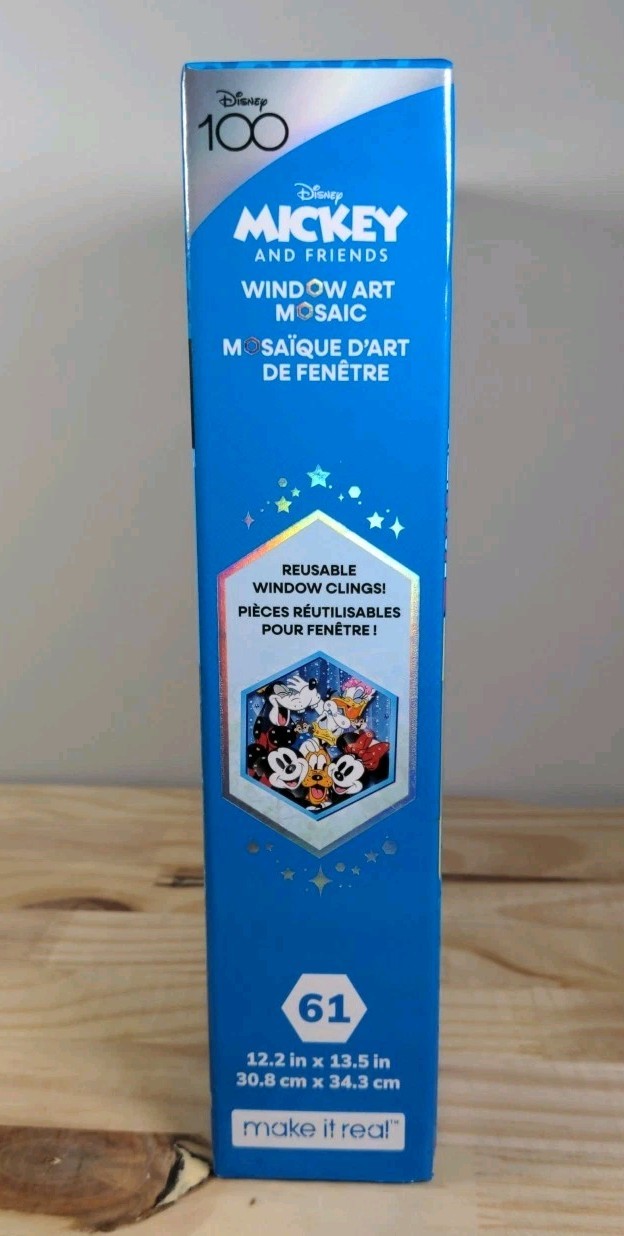 Disney
100
Disney
MICKEY
AND FRIENDS
WINDOW ART
MOSAIC
MOSAÏQUE D'ART
DE FENÊTRE
REUSABLE
WINDOW CLINGS!
PIÈCES RÉUTILISABLES
POUR FENÊTRE !
61
12.2 in x 13.5 in
30.8 cm x 34.3 cm
make it real™